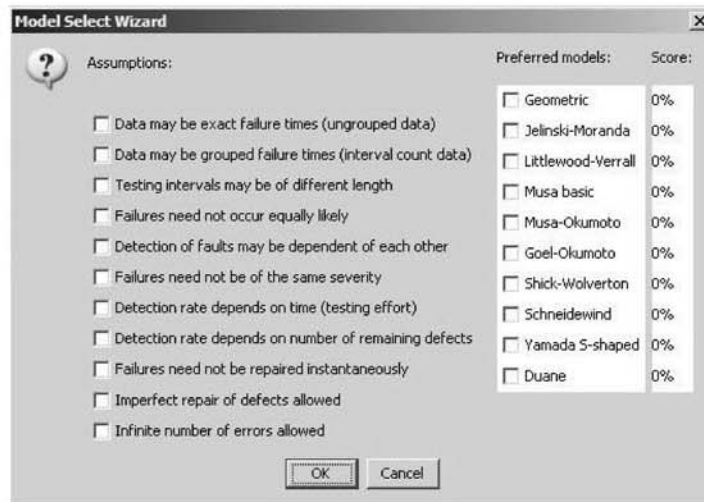 Model Select Wizard
Assumptions:
Data may be exact failure times (ungrouped data)
Data may be grouped failure times (interval count data)
Testing intervals may be of different length
Failures need not occur equally likely
Detection of faults may be dependent of each other
Failures need not be of the same severity
Detection rate depends on time (testing effort)
Detection rate depends on number of remaining defects
Failures need not be repaired instantaneously
Imperfect repair of defects allowed
Infinite number of errors allowed
Preferred models: Score:
Geometric 0%
Jelinski-Moranda 0%
Littlewood-Verrall 0%
Musa basic 0%
Musa-Okumoto 0%
Goel-Okumoto 0%
Shick-Wolverton 0%
Schneidewind 0%
Yamada S-shaped 0%
Duane 0%
OK Cancel